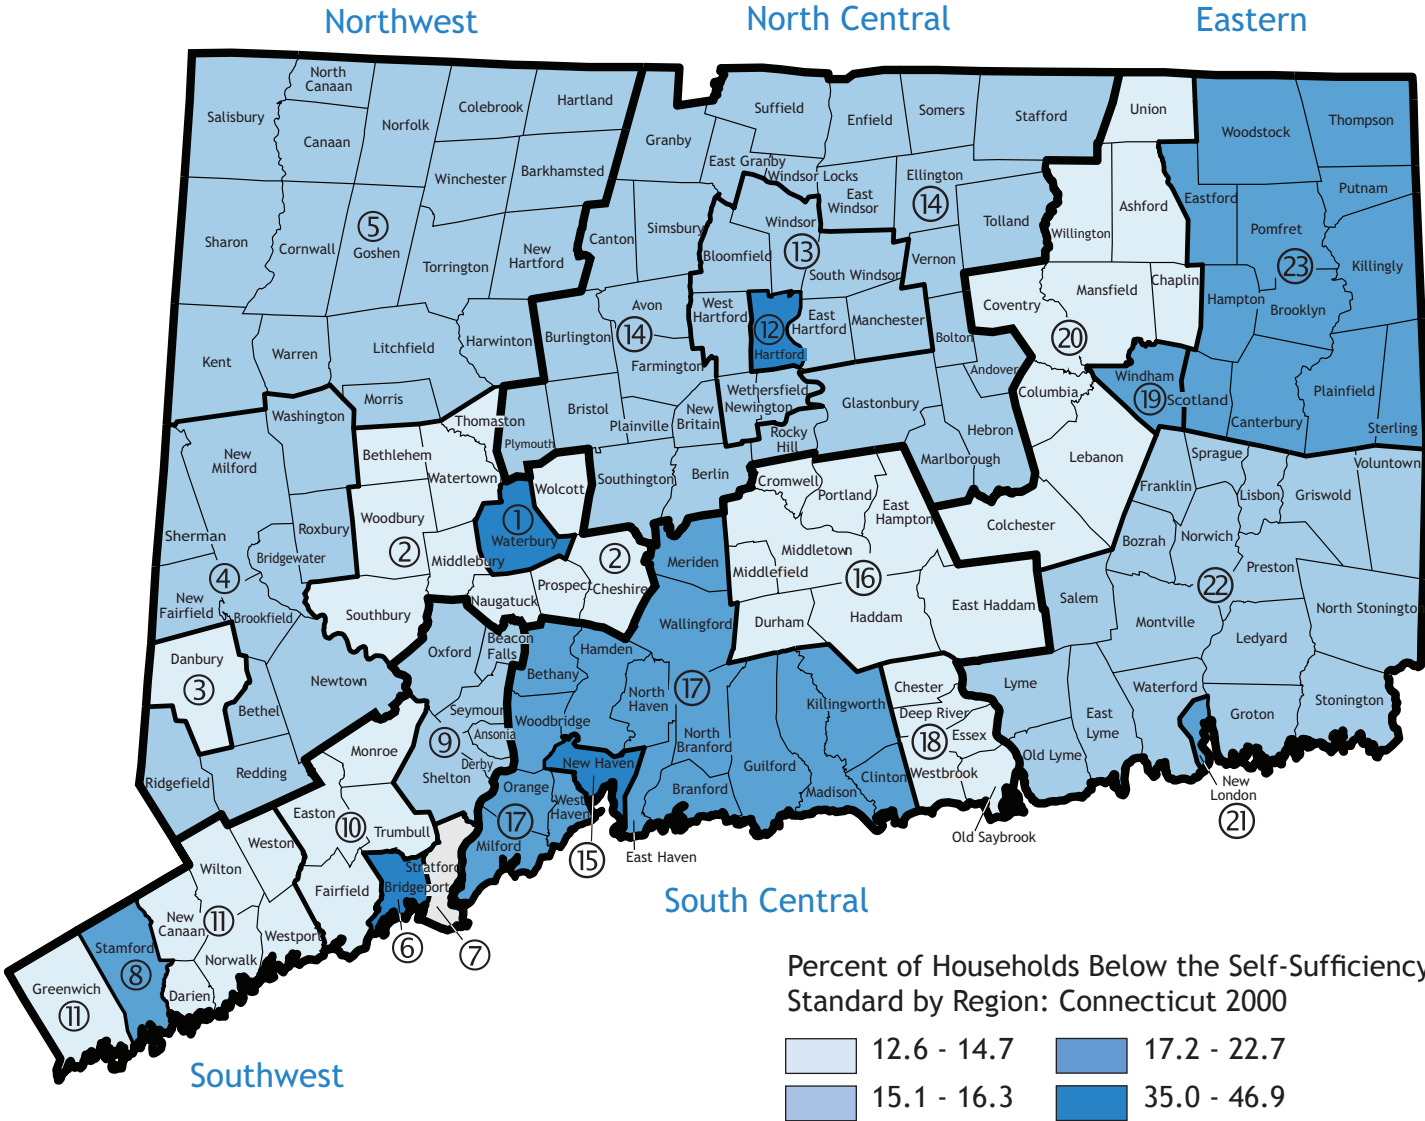 Northwest
North Central
Eastern
North
Canaan
Salisbury
Canaan
Norfolk
Colebrook
Hartland
Winchester
Barkhamsted
Sharon
Cornwall
5
Goshen
Torrington
New
Hartford
Kent
Warren
Litchfield
Harwinton
Morris
Washington
Granby
Suffield
Enfield
Somers
Stafford
East Granby
Windsor Locks
East
Windsor
Ellington
14
Tolland
Canton
Simsbury
Windsor
13
Bloomfield
South Windsor
Vernon
Avon
14
Burlington
Farmington
West
Hartford
12
Hartford
East
Hartford
Manchester
Bolton
Andover
Bristol
Plainville
New
Britain
Wethersfield
Newington
Rocky
Hill
Glastonbury
Hebron
Marlborough
Plymouth
Southington
Berlin
Union
Woodstock
Thompson
Ashford
Eastford
Putnam
Willington
Pomfret
23
Killingly
Chaplin
Mansfield
Coventry
Hampton
Brooklyn
20
Windham
19
Scotland
Plainfield
Canterbury
Sterling
Columbia
Lebanon
Colchester
Sprague
Voluntown
Franklin
Lisbon
Griswold
Bozrah
Norwich
Preston
22
North Stonington
Salem
Montville
Ledyard
Lyme
Waterford
Groton
Stonington
East
Lyme
Old Lyme
New
London
21
Thomaston
Bethlehem
Watertown
Wolcott
New
Milford
Woodbury
1
Waterbury
2
Middlebury
2
Cheshire
Prospect
Naugatuck
Southbury
Sherman
Roxbury
Bridgewater
4
New
Fairfield
Brookfield
Danbury
3
Newtown
Bethel
Redding
Ridgefield
Oxford
Beacon
Falls
Seymour
Ansonia
9
Derby
Shelton
Cromwell
Portland
East
Hampton
Middletown
Middlefield
16
Haddam
East Haddam
Durham
Meriden
Wallingford
Hamden
Bethany
17
North
Haven
Woodbridge
North
Branford
Killingworth
New Haven
Guilford
Clinton
Madison
Branford
Orange
West
Haven
17
Milford
15
East Haven
Chester
Deep River
18
Essex
Westbrook
Old Saybrook
Monroe
Easton
10
Trumbull
Weston
Wilton
Fairfield
Stratford
Bridgeport
6
7
New
Canaan
11
Westport
Norwalk
Darien
Stamford
8
Greenwich
11
South Central
Southwest
Percent of Households Below the Self-Sufficiency
Standard by Region: Connecticut 2000
12.6 - 14.7
17.2 - 22.7
15.1 - 16.3
35.0 - 46.9